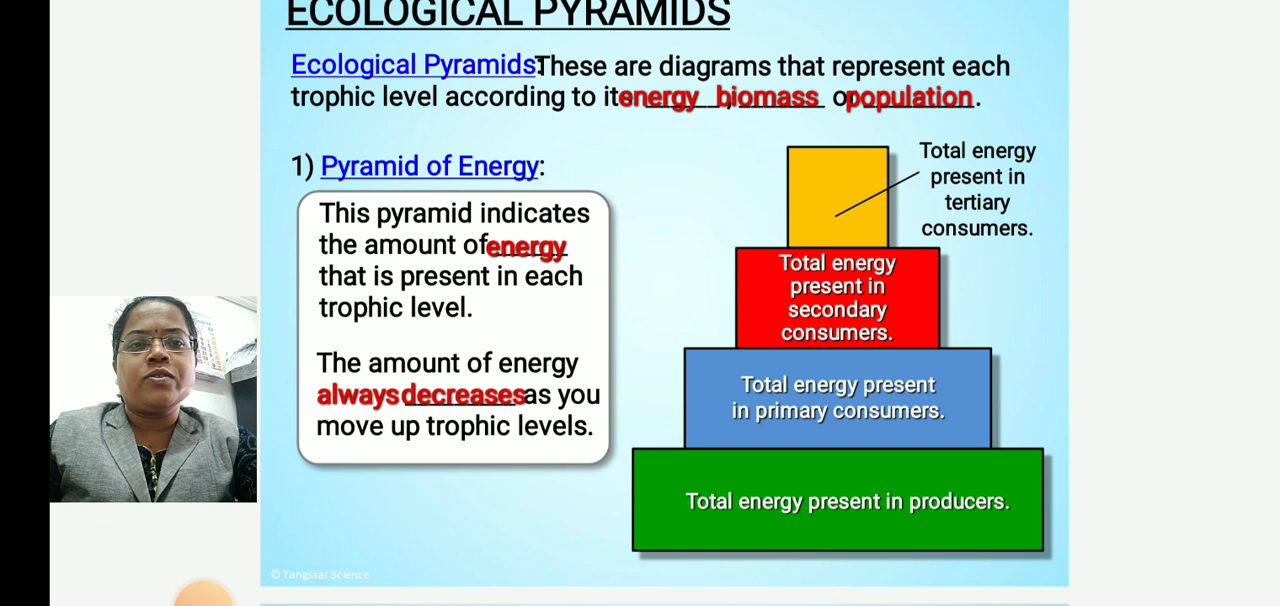 ECOLOGICAL PYRAMIDS
Ecological Pyramids: These are diagrams that represent each
trophic level according to its energy, biomass or population.
1) Pyramid of Energy:
This pyramid indicates
the amount of energy
that is present in each
trophic level.
The amount of energy
always decreases as you
move up trophic levels.
Total energy
present in
tertiary
consumers.
Total energy
present in
secondary
consumers.
Total energy present
in primary consumers.
Total energy present in producers.
© Tangstar Science